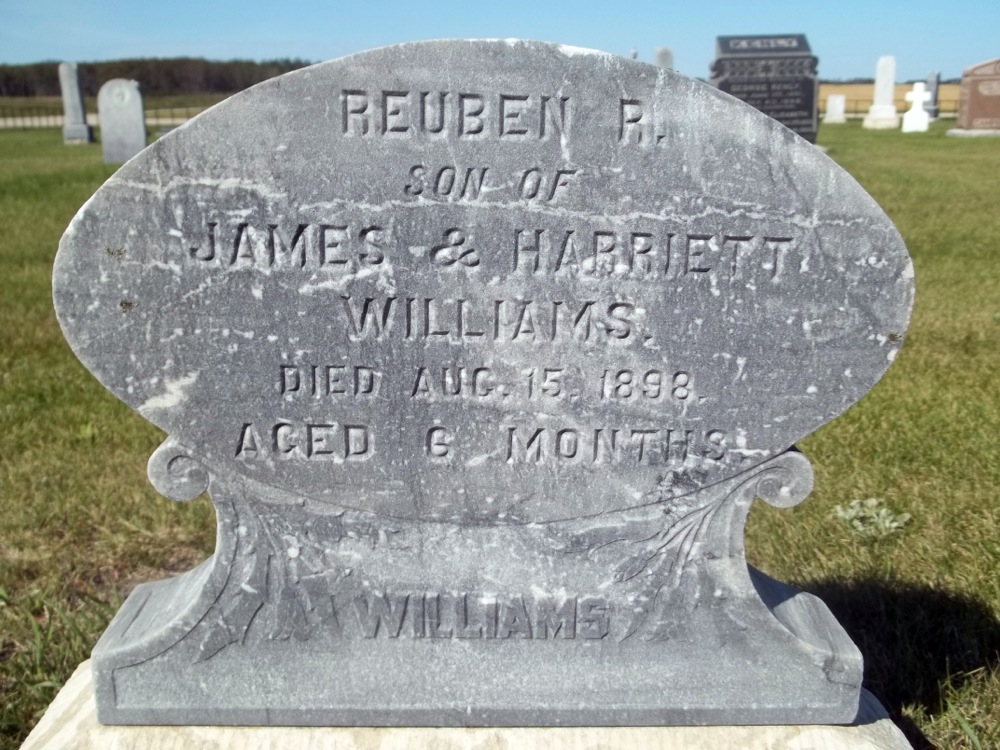 REUBEN R.
SON OF
JAMES & HARRIETT
WILLIAMS.
DIED AUG. 15, 1898.
AGED 6 MONTHS.
WILLIAMS